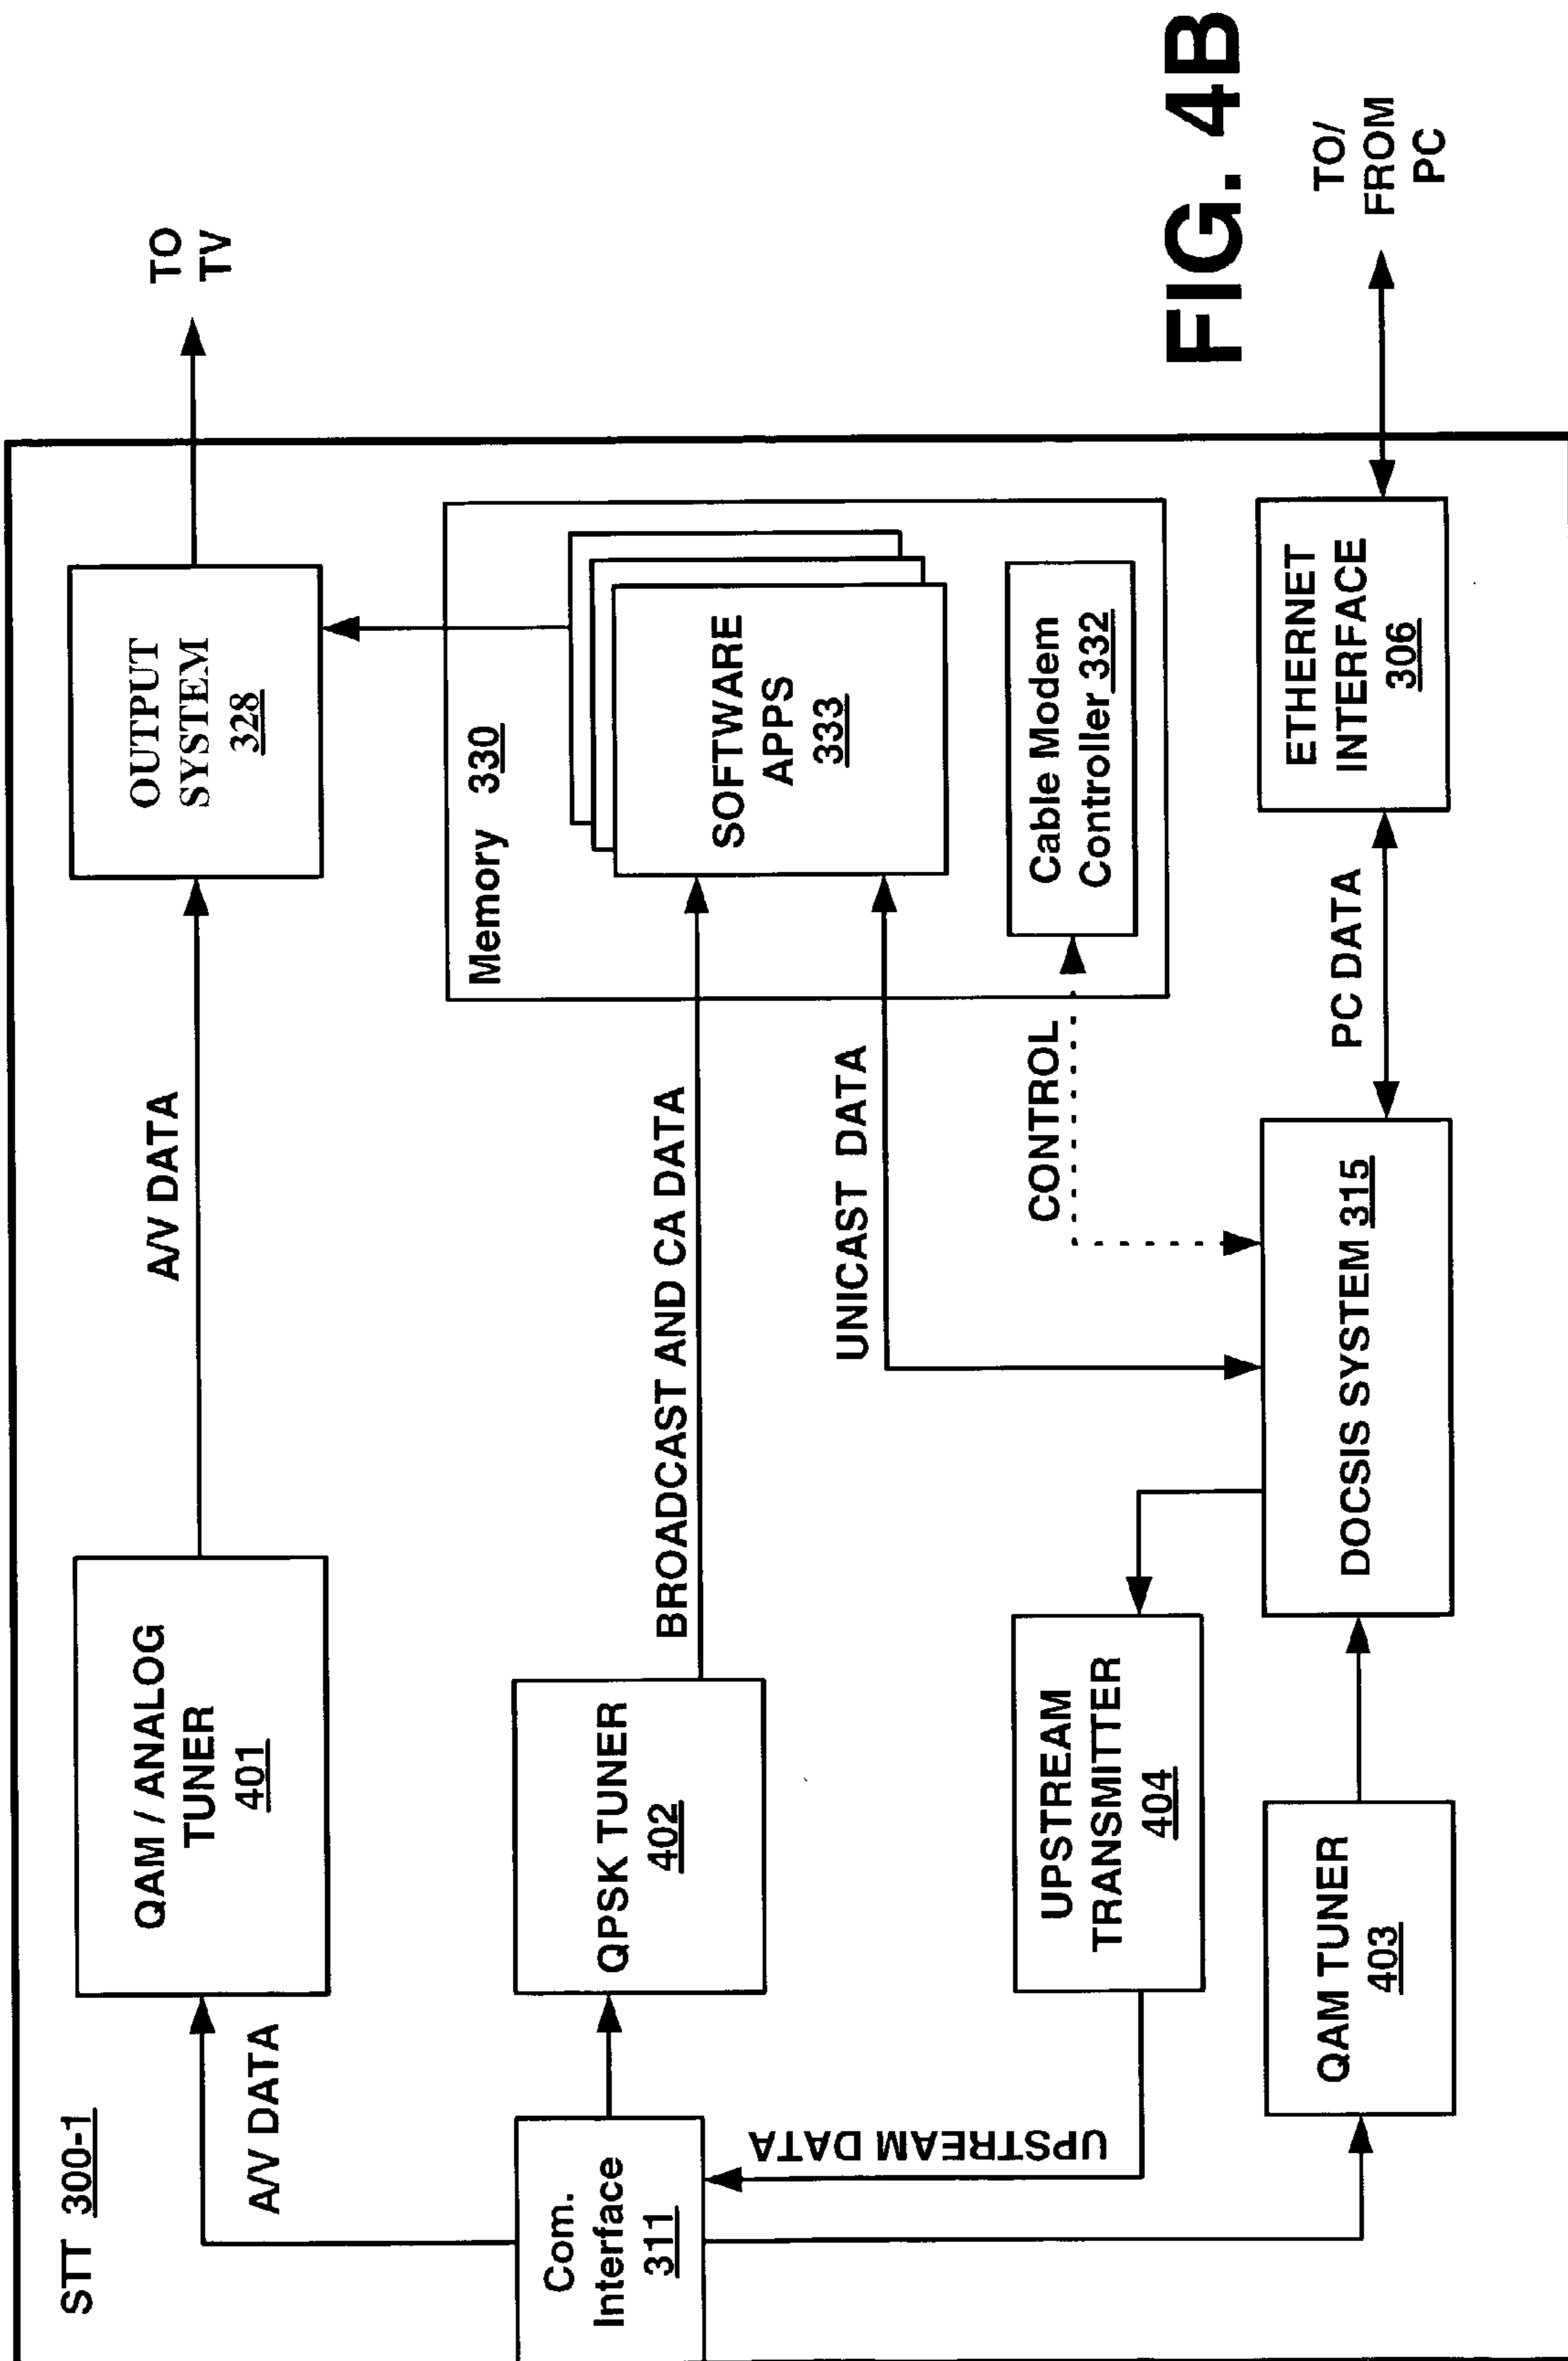 STT 300-1
A/V DATA
QAM / ANALOG
TUNER
401
A/V DATA
OUTPUT
SYSTEM
328
TO
TV
Com.
Interface
311
QPSK TUNER
402
BROADCAST AND CA DATA
Memory 330
SOFTWARE
APPS
333
UNICAST DATA
UPSTREAM DATA
UPSTREAM
TRANSMITTER
404
CONTROL
Cable Modem
Controller 332
QAM TUNER
403
DOCSIS SYSTEM 315
PC DATA
ETHERNET
INTERFACE
306
TO/
FROM
PC
FIG. 4B